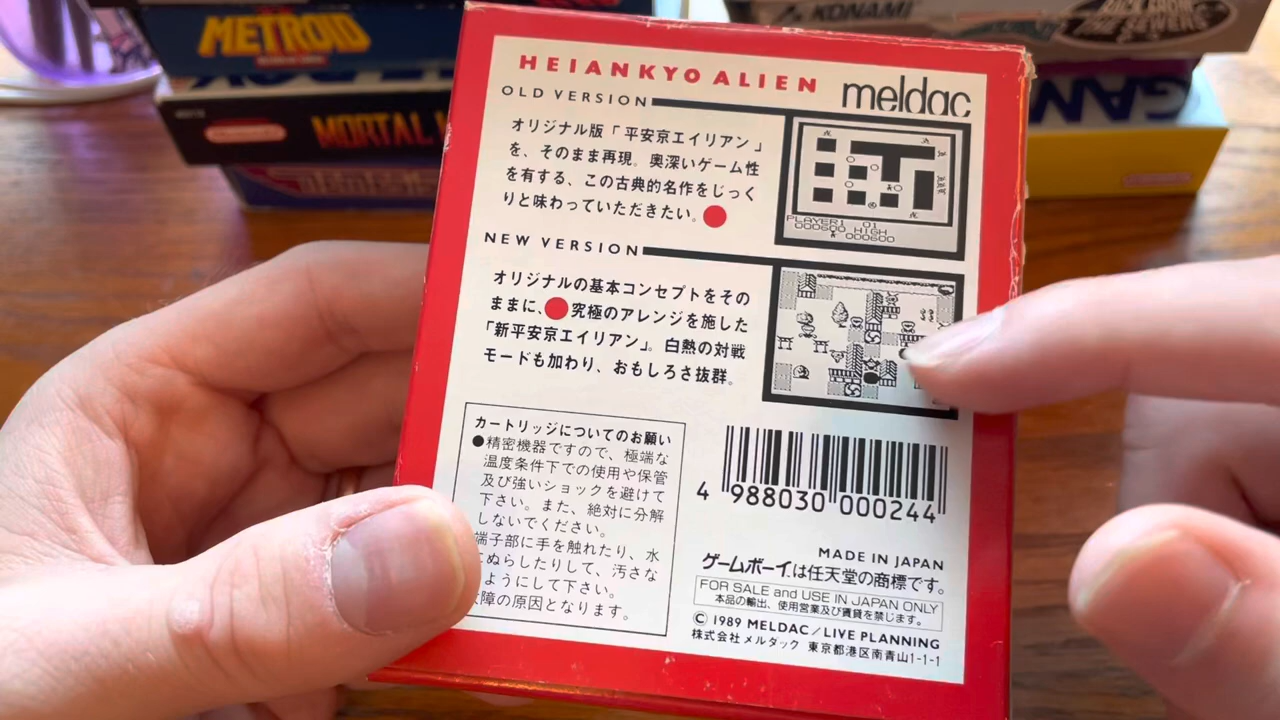 METROID
KONAMI
MORTAL
HEIANKYO ALIEN
meldac
OLD VERSION
オリジナル版「平安京エイリアン」
を、そのまま再現。奥深いゲーム性
を有する、この古典的名作をじっく
りと味わっていただきたい。
PLAYER1 01
000600 HIGH
000600
NEW VERSION
オリジナルの基本コンセプトをその
ままに、究極のアレンジを施した
「新平安京エイリアン」。白熱の対戦
モードも加わり、おもしろさ抜群。
カートリッジについてのお願い
●精密機器ですので、極端な
温度条件下での使用や保管
及び強いショックを避けて
下さい。また、絶対に分解
しないでください。
端子部に手を触れたり、水
にぬらしたりして、汚さな
ようにして下さい。
障の原因となります。
4 988030 000244
MADE IN JAPAN
ゲームボーイは任天堂の商標です。
FOR SALE and USE IN JAPAN ONLY
本品の輸出、使用営業及び賃貸を禁じます。
© 1989 MELDAC/LIVE PLANNING
株式会社メルダック 東京都港区南青山1-1-1